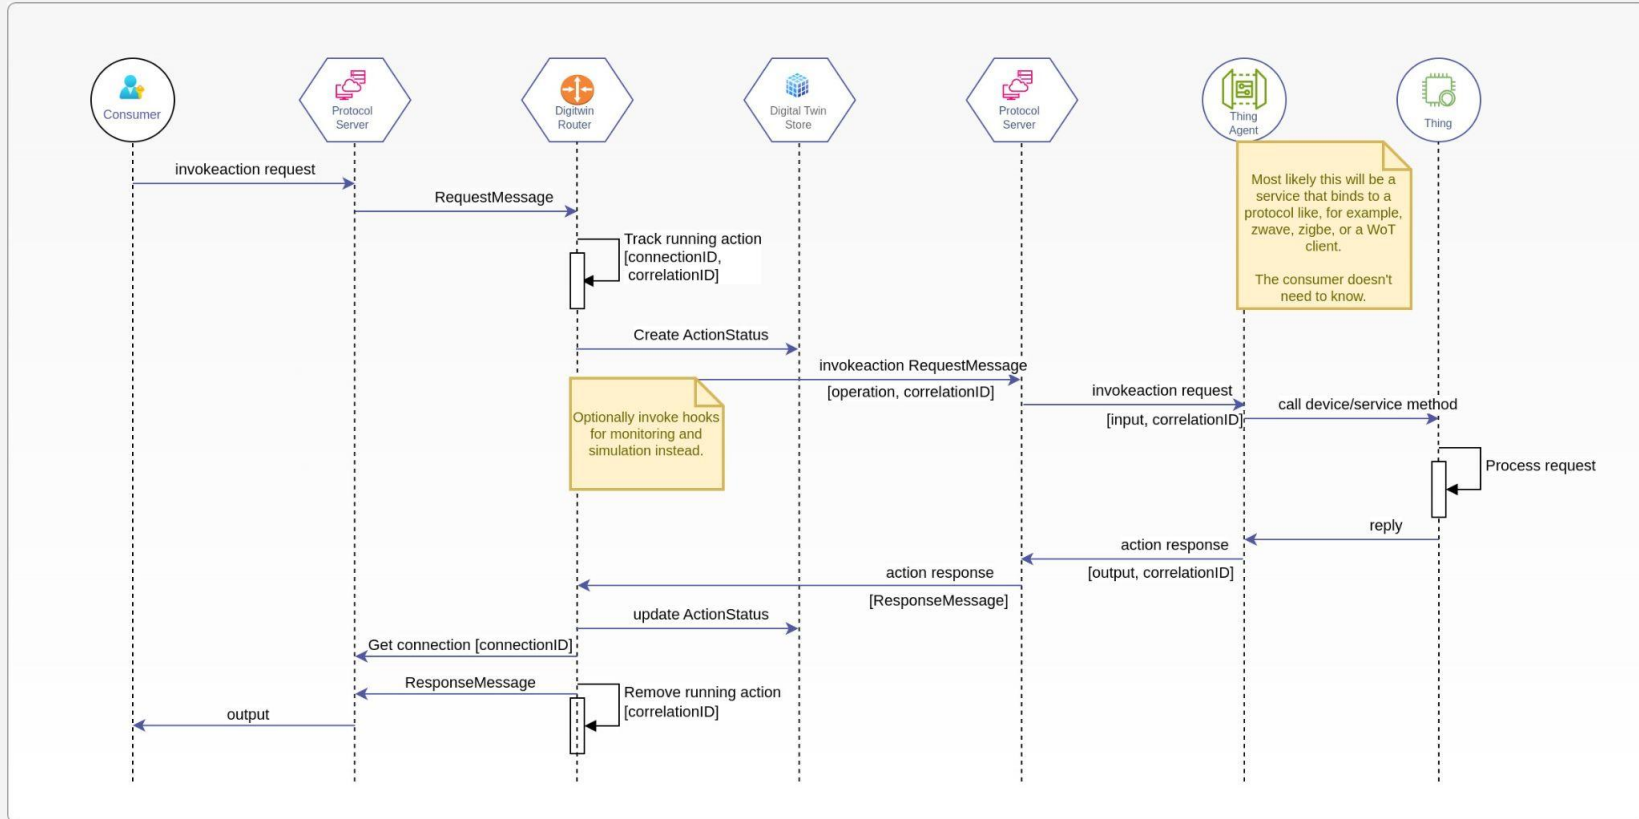 Consumer
Protocol
Server
Digitwin
Router
Digital Twin
Store
Protocol
Server
Thing
Agent
Thing
invokeaction request
RequestMessage
Track running action
[connectionID,
correlationID]
Most likely this will be a
service that binds to a
protocol like, for example,
zwave, zigbe, or a WoT
client.
The consumer doesn't
need to know.
Create ActionStatus
invokeaction RequestMessage
[operation, correlationID]
invokeaction request
[input, correlationID]
call device/service method
Optionally invoke hooks
for monitoring and
simulation instead.
Process request
reply
action response
[output, correlationID]
action response
[ResponseMessage]
update ActionStatus
Get connection [connectionID]
ResponseMessage
Remove running action
[correlationID]
output